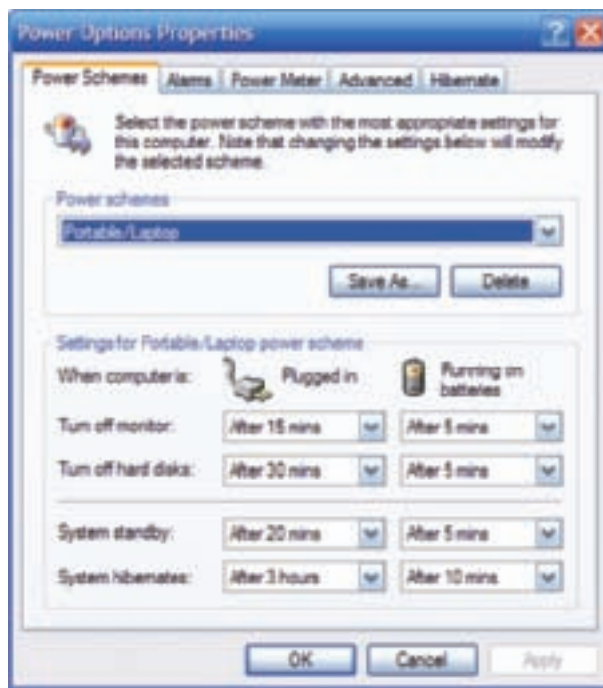 Power Options Properties
Power Schemes Alarms Power Meter Advanced Hibernate
Select the power scheme with the most appropriate settings for
this computer. Note that changing the settings below will modify
the selected scheme.
Power schemes
Portable/Laptop
Save As... Delete
Settings for Portable/Laptop power scheme
When computer is: Plugged in Running on
batteries
Turn off monitor: After 15 mins After 5 mins
Turn off hard disks: After 30 mins After 5 mins
System standby: After 20 mins After 5 mins
System hibernates: After 3 hours After 10 mins
OK Cancel Apply